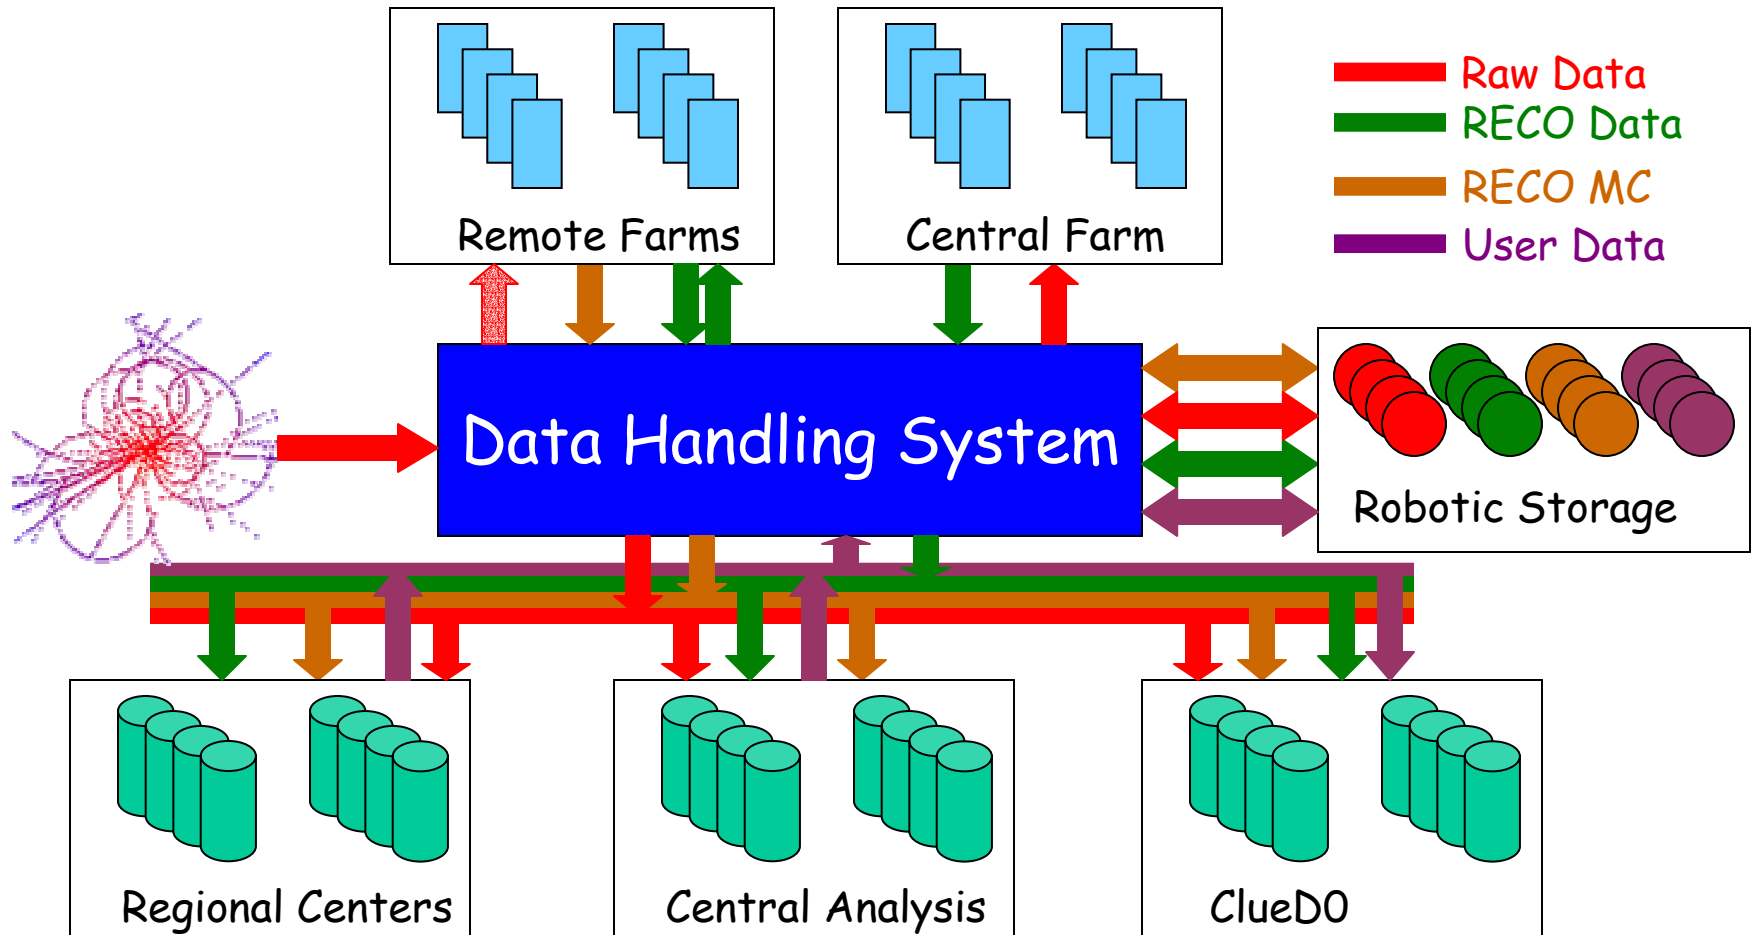 Remote Farms
Central Farm
Raw Data
RECO Data
RECO MC
User Data
Data Handling System
Robotic Storage
Regional Centers
Central Analysis
ClueD0